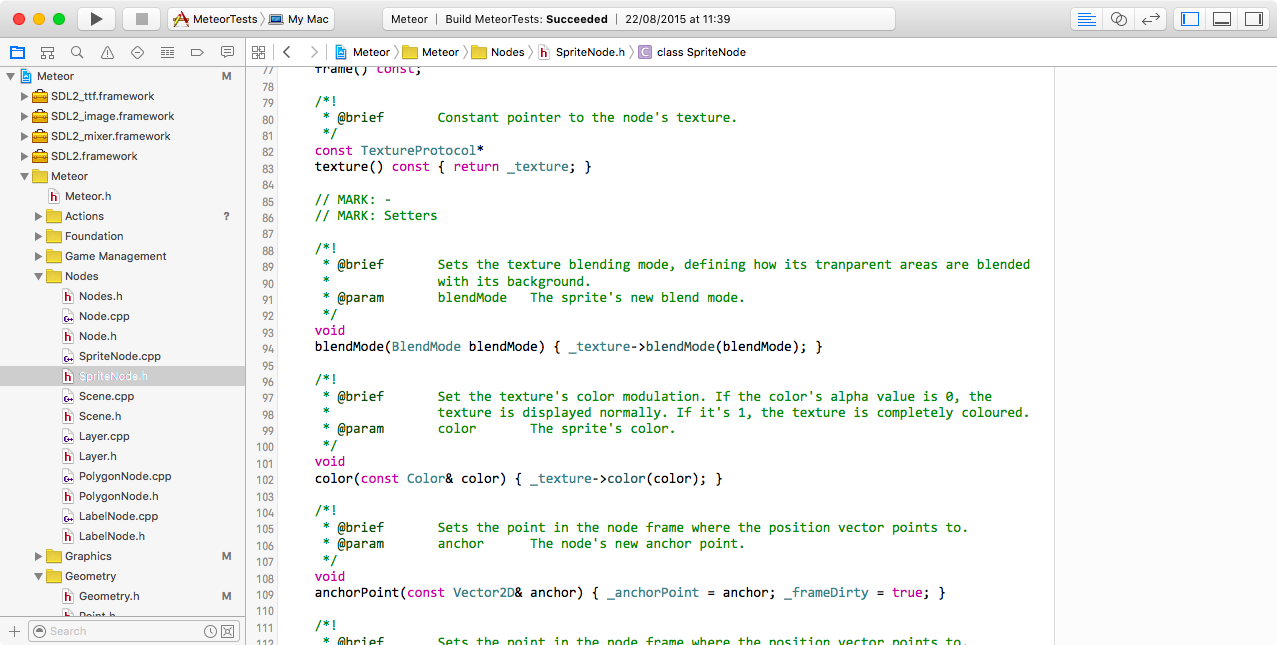 MeteorTests My Mac
Meteor | Build MeteorTests: Succeeded | 22/08/2015 at 11:39
Meteor Meteor Nodes SpriteNode.h C class SpriteNode
Meteor M
SDL2_ttf.framework
SDL2_image.framework
SDL2_mixer.framework
SDL2.framework
Meteor
Meteor.h
Actions ?
Foundation
Game Management
Nodes
Nodes.h
Node.cpp
Node.h
SpriteNode.cpp
SpriteNode.h
Scene.cpp
Scene.h
Layer.cpp
Layer.h
PolygonNode.cpp
PolygonNode.h
LabelNode.cpp
LabelNode.h
Graphics M
Geometry
Geometry.h M
Point.h
Search
77 frame() const;
78
79 /*!
80 * @brief Constant pointer to the node's texture.
81 */
82 const TextureProtocol*
83 texture() const { return _texture; }
84
85 // MARK: -
86 // MARK: Setters
87
88 /*!
89 * @brief Sets the texture blending mode, defining how its tranparent areas are blended
90 * with its background.
91 * @param blendMode The sprite's new blend mode.
92 */
93 void
94 blendMode(BlendMode blendMode) { _texture->blendMode(blendMode); }
95
96 /*!
97 * @brief Set the texture's color modulation. If the color's alpha value is 0, the
98 * texture is displayed normally. If it's 1, the texture is completely coloured.
99 * @param color The sprite's color.
100 */
101 void
102 color(const Color& color) { _texture->color(color); }
103
104 /*!
105 * @brief Sets the point in the node frame where the position vector points to.
106 * @param anchor The node's new anchor point.
107 */
108 void
109 anchorPoint(const Vector2D& anchor) { _anchorPoint = anchor; _frameDirty = true; }
110
111 /*!
112 * @brief Sets the point in the node frame where the position vector points to.